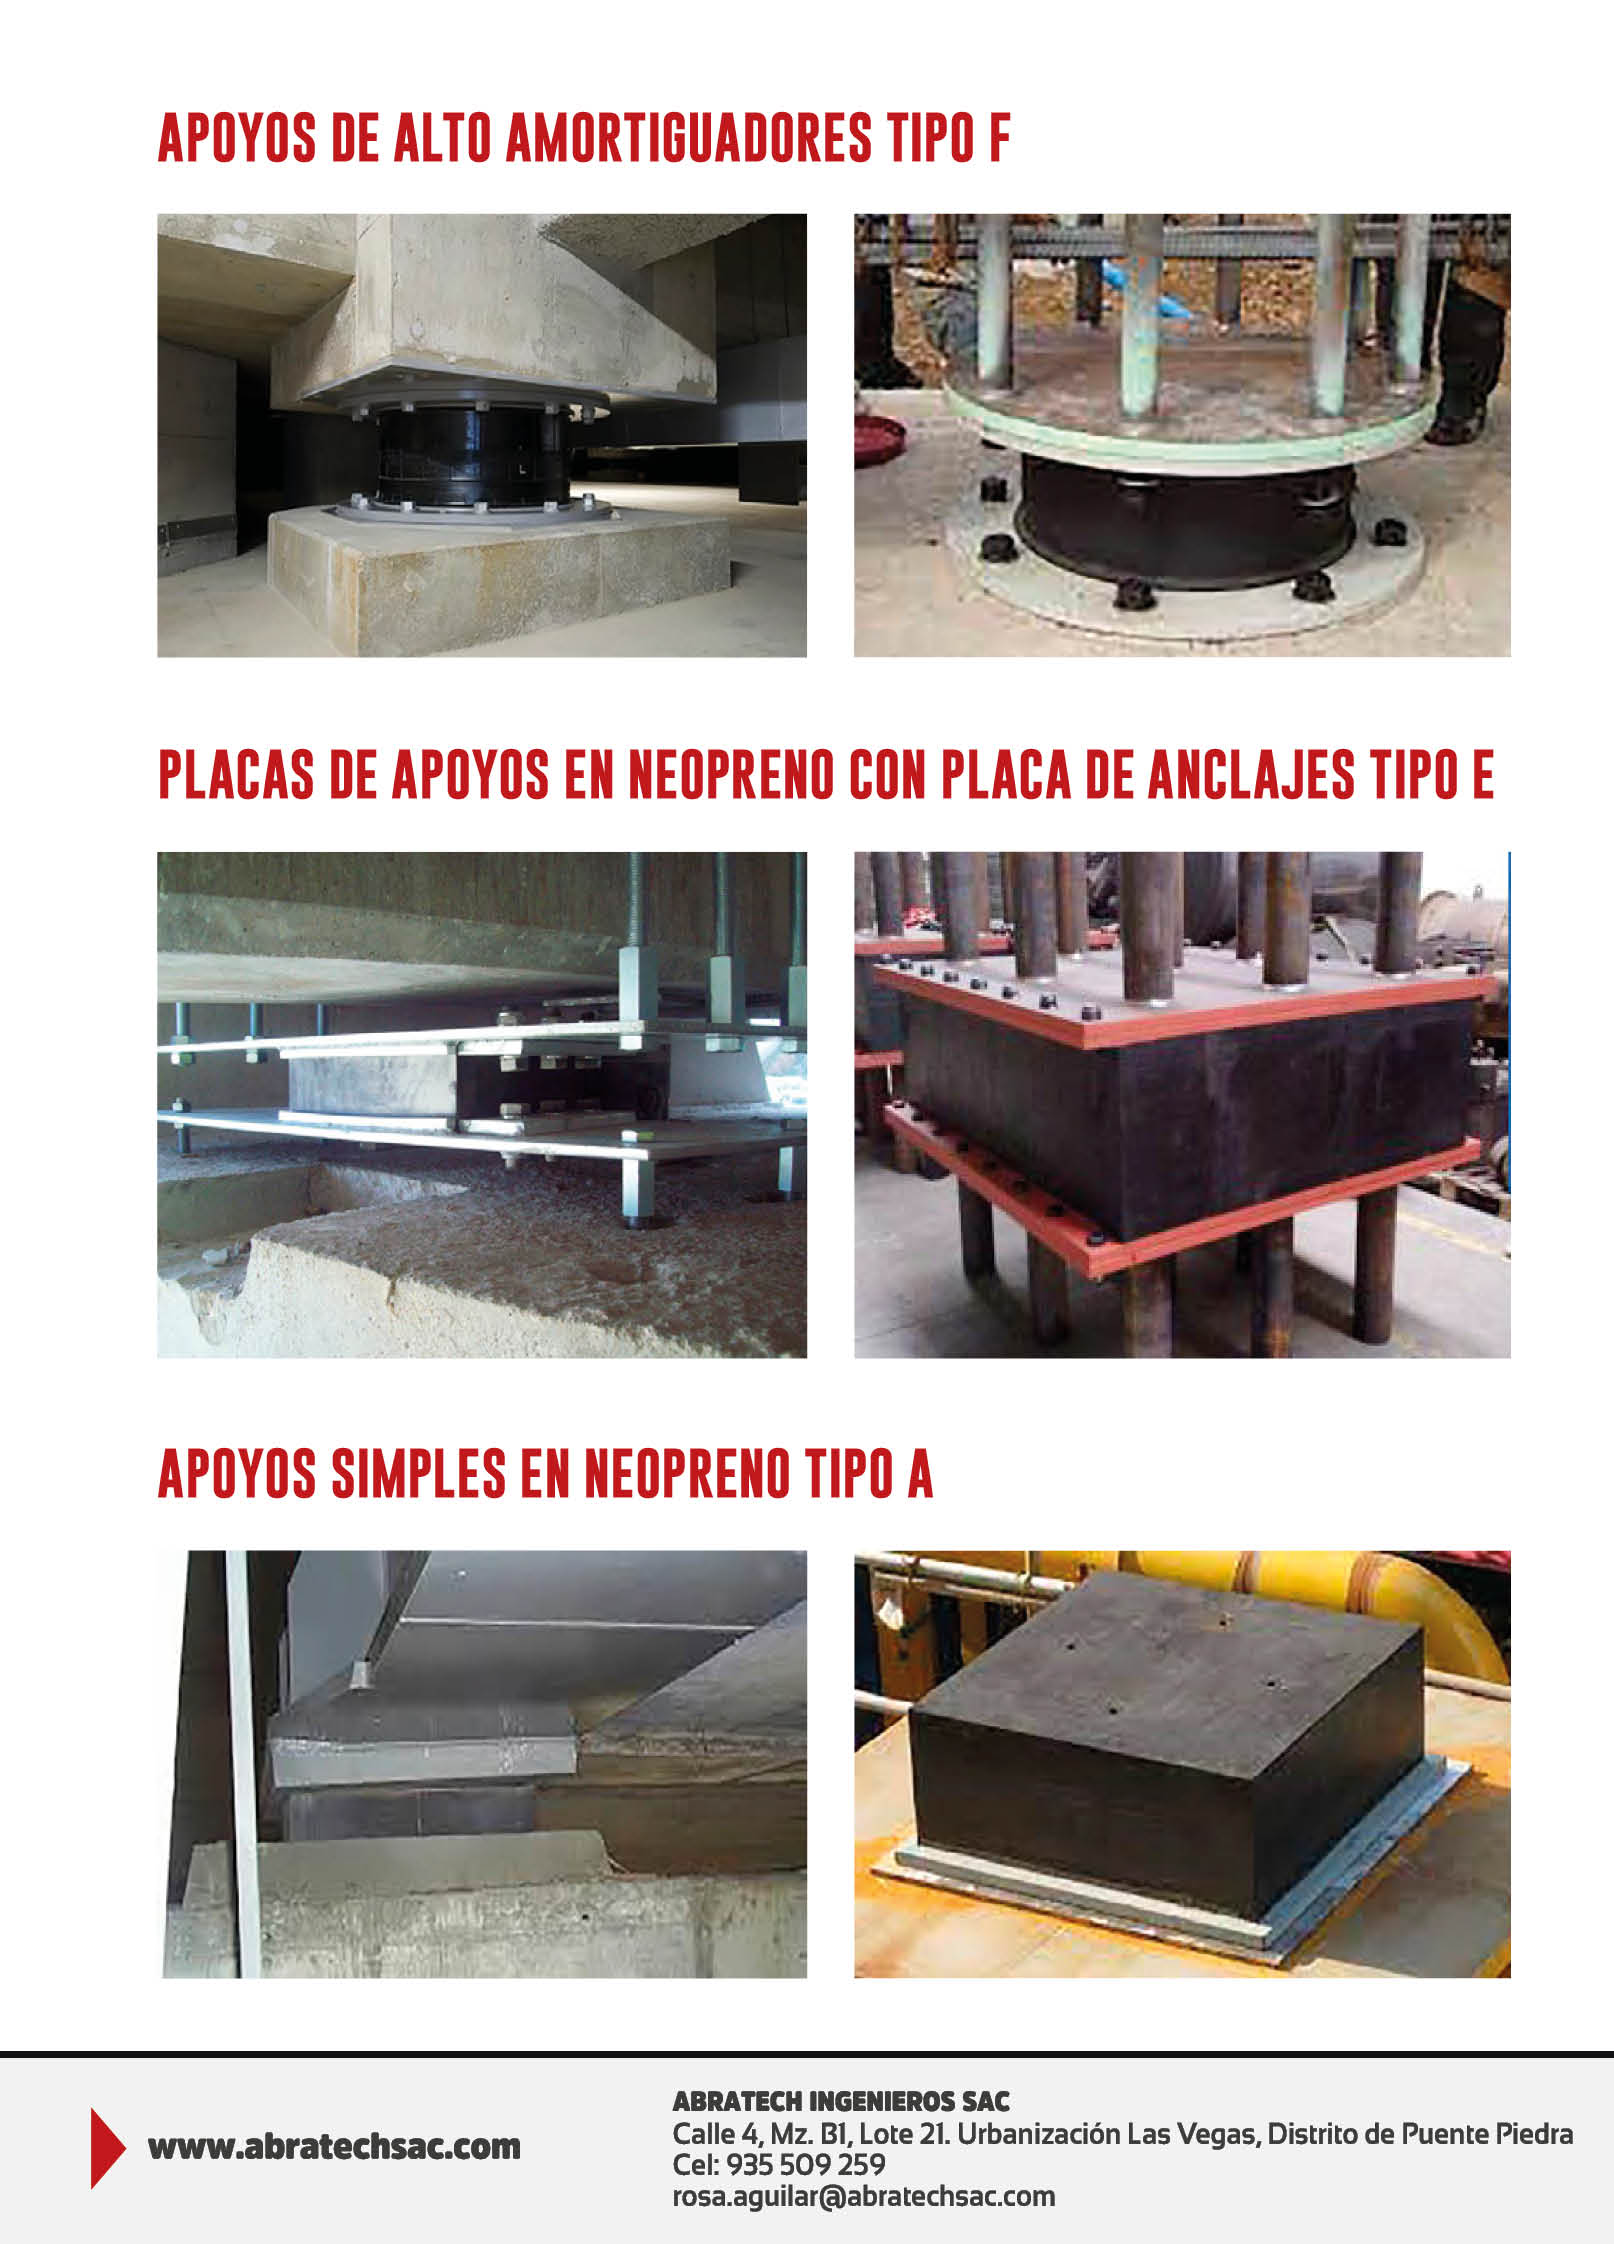 APOYOS DE ALTO AMORTIGUADORES TIPO F
PLACAS DE APOYOS EN NEOPRENO CON PLACA DE ANCLAJES TIPO E
APOYOS SIMPLES EN NEOPRENO TIPO A
www.abratechsac.com
ABRATECH INGENIEROS SAC
Calle 4, Mz. B1, Lote 21. Urbanización Las Vegas, Distrito de Puente Piedra
Cel: 935 509 259
rosa.aguilar@abratechsac.com